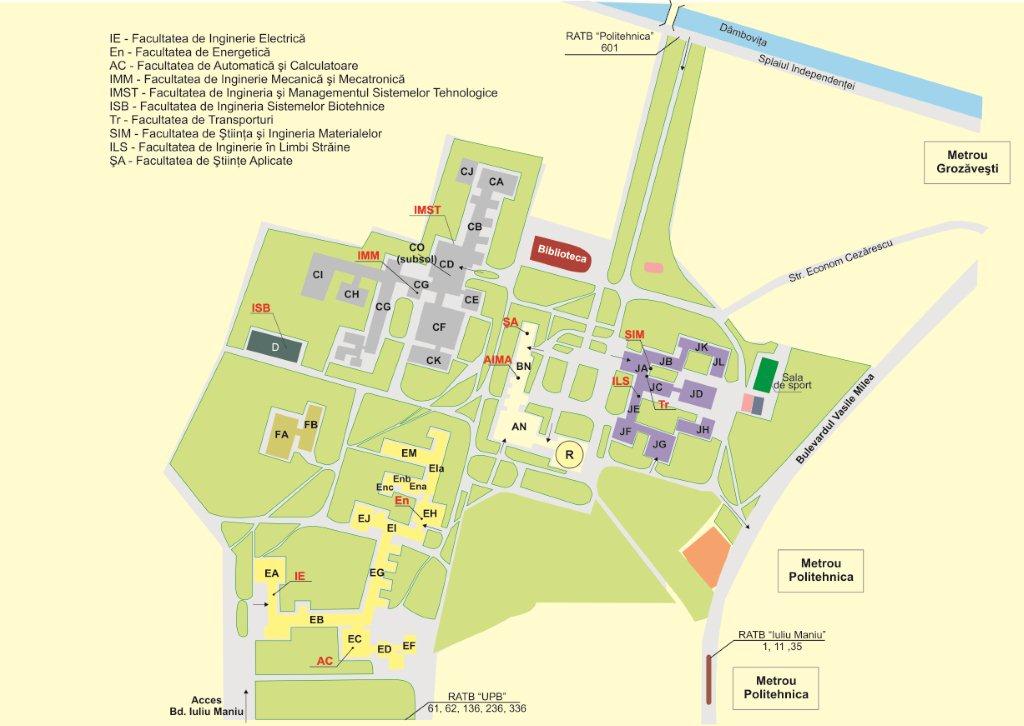 IE - Facultatea de Inginerie Electrică
En - Facultatea de Energetică
AC - Facultatea de Automatică şi Calculatoare
IMM - Facultatea de Inginerie Mecanică şi Mecatronică
IMST - Facultatea de Ingineria şi Managementul Sistemelor Tehnologice
ISB - Facultatea de Ingineria Sistemelor Biotehnice
Tr - Facultatea de Transporturi
SIM - Facultatea de Ştiinţa şi Ingineria Materialelor
ILS - Facultatea de Inginerie în Limbi Străine
ŞA - Facultatea de Ştiinţe Aplicate
RATB "Politehnica"
601
Dâmboviţa
Splaiul Independenţei
Metrou
Grozăveşti
Str. Econom Cezărescu
CJ
CA
IMST
CB
CO
(subsol)
CD
IMM
Biblioteca
CI
CH
CG
CG
CE
CF
CK
ISB
D
ŞA
AIMA
BN
AN
R
SIM
JK
JA
JB
JL
ILS
JC
JD
JE
Tr
JF
JG
JH
Sala
de sport
Bulevardul Vasile Milea
FA
FB
EM
EIa
Enb
Enc
Ena
En
EH
EJ
EI
EA
IE
EG
EB
EC
ED
EF
AC
Metrou
Politehnica
RATB "Iuliu Maniu"
1, 11 ,35
Metrou
Politehnica
Acces
Bd. Iuliu Maniu
RATB "UPB"
61, 62, 136, 236, 336